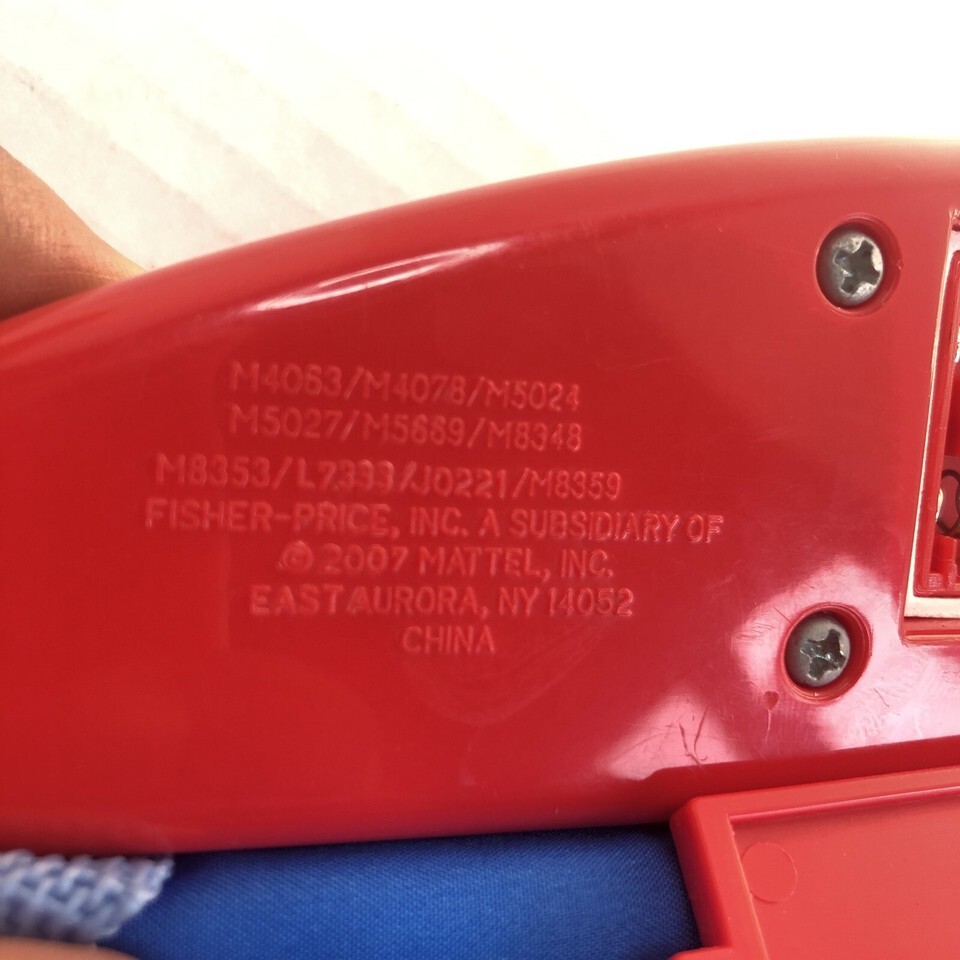 M4063/M4078/M5024
M5027/M5669/M8348
M8353/L7333/J0221/M8359
FISHER-PRICE, INC. A SUBSIDIARY OF
© 2007 MATTEL, INC.
EAST AURORA, NY 14052
CHINA